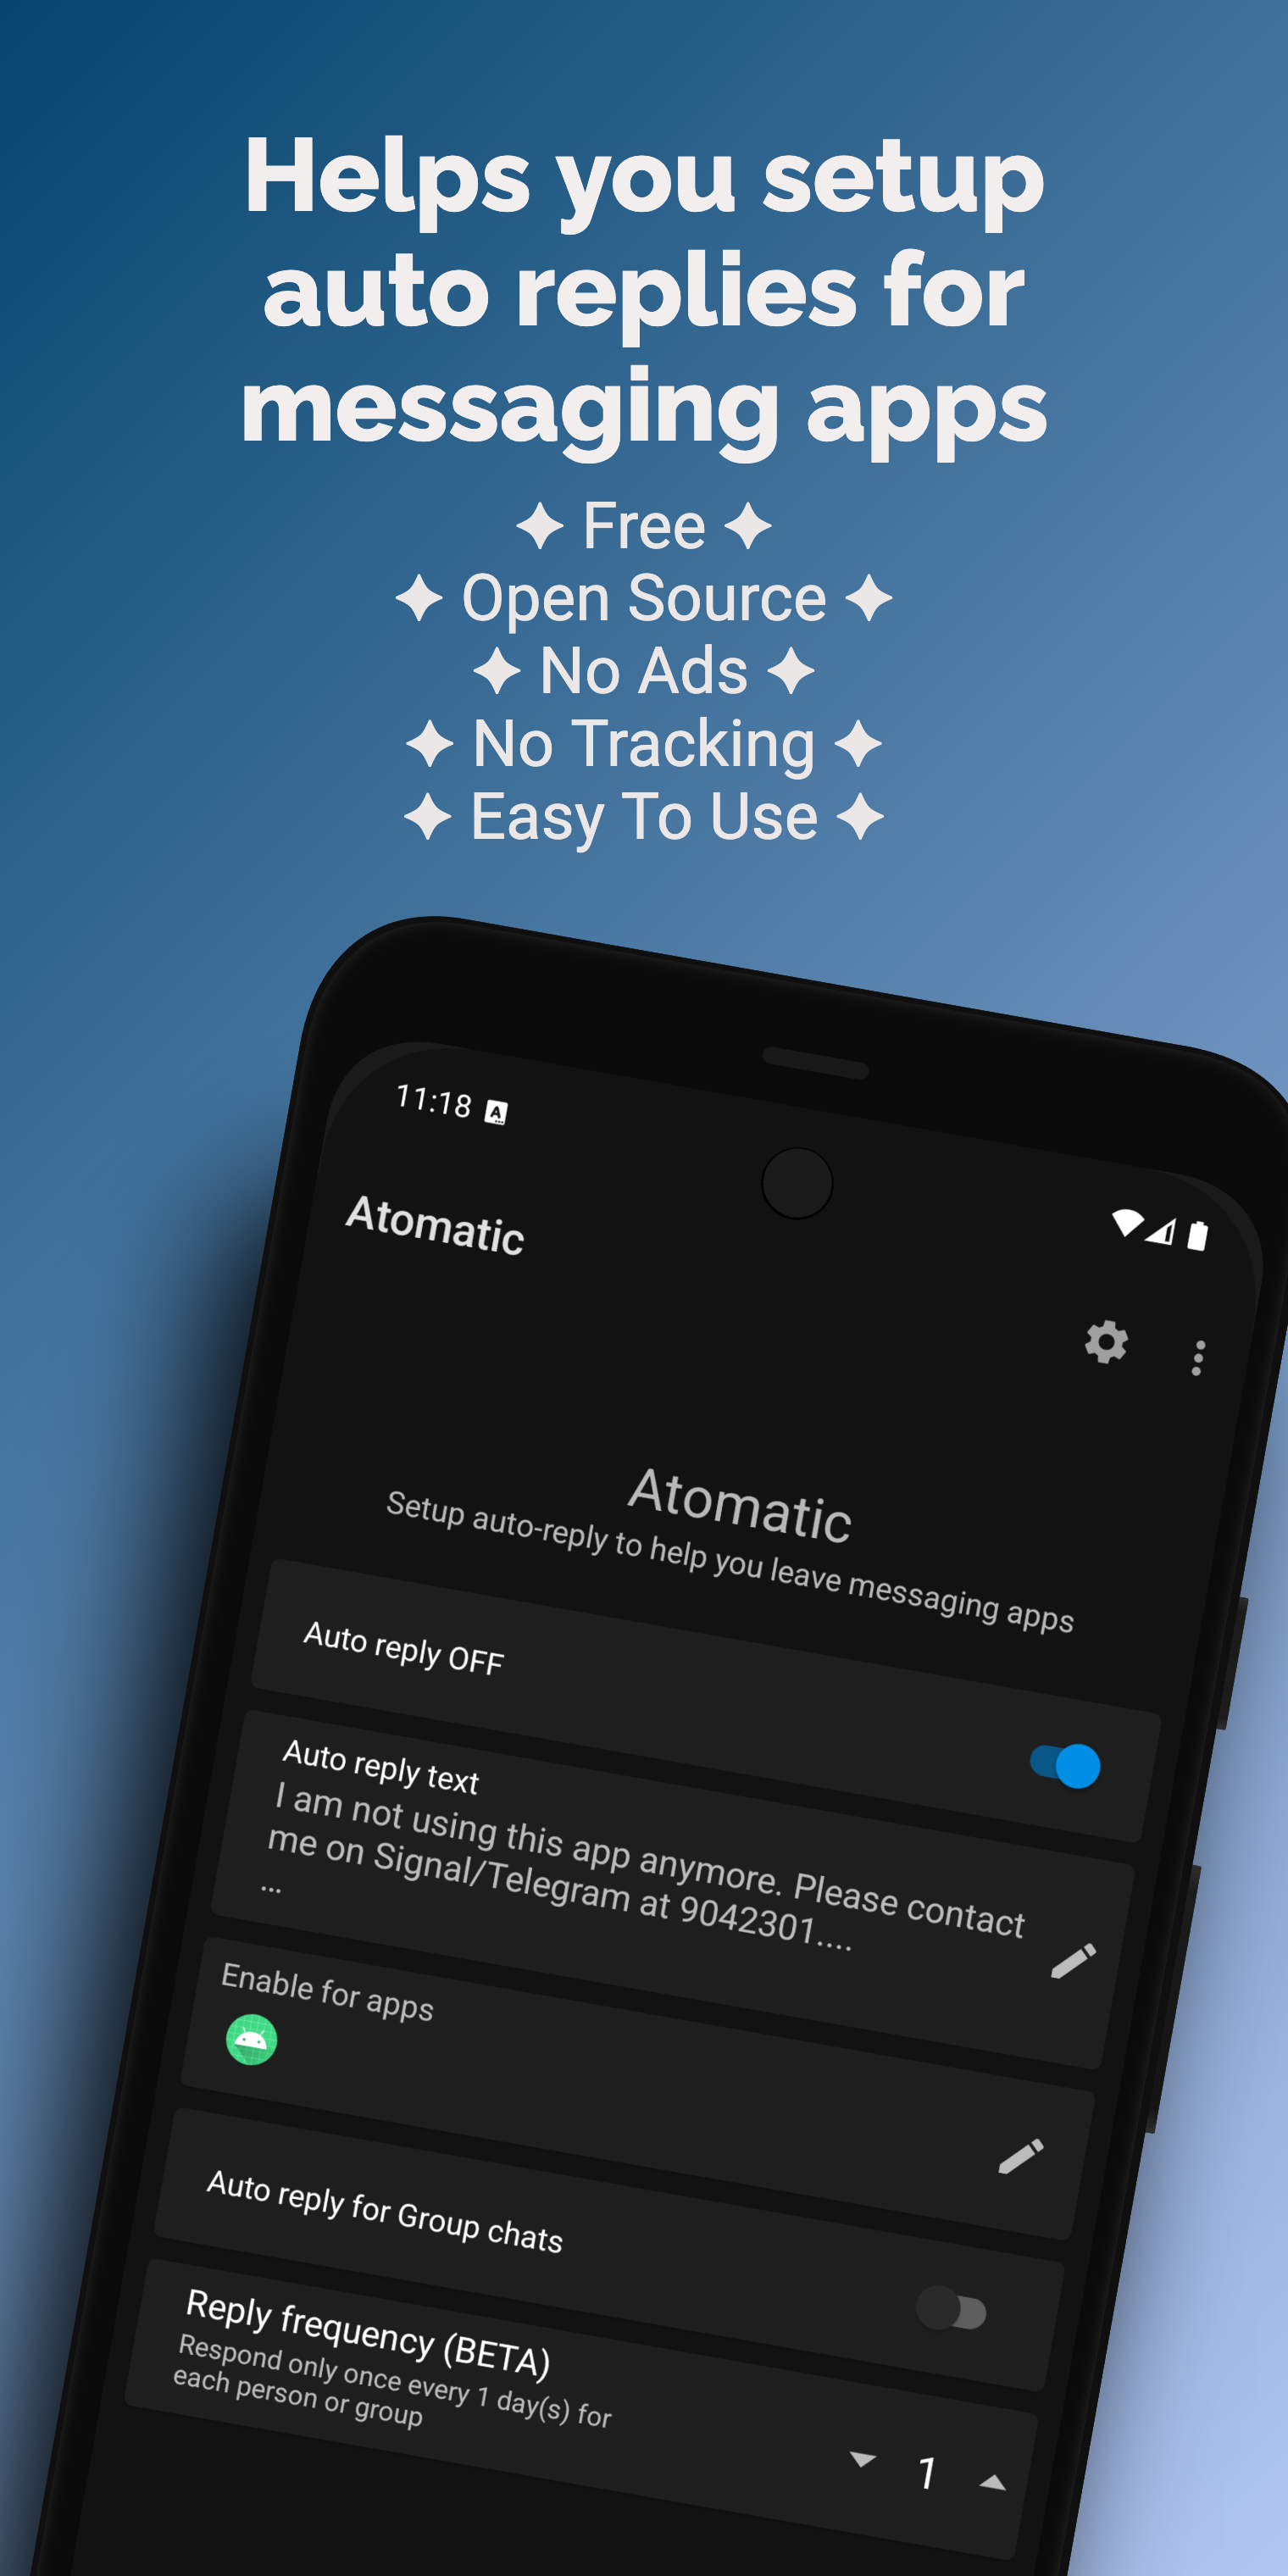 Helps you setup
auto replies for
messaging apps
✦ Free ✦
✦ Open Source ✦
✦ No Ads ✦
✦ No Tracking ✦
✦ Easy To Use ✦
11:18 A
Atomatic
Atomatic
Setup auto-reply to help you leave messaging apps
Auto reply OFF
Auto reply text
I am not using this app anymore. Please contact
me on Signal/Telegram at 9042301....
...
Enable for apps
Auto reply for Group chats
Reply frequency (BETA)
Respond only once every 1 day(s) for
each person or group
1